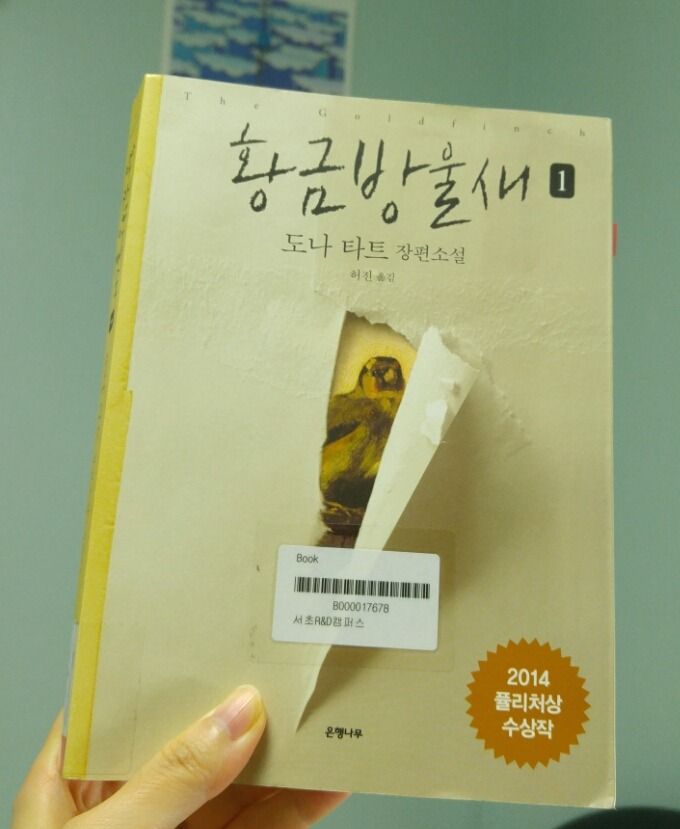 The Goldfinch
황금방울새 1
도나 타트 장편소설
허진 옮김
Book
B000017678
서초R&D캠퍼스
2014
퓰리처상
수상작
은행나무